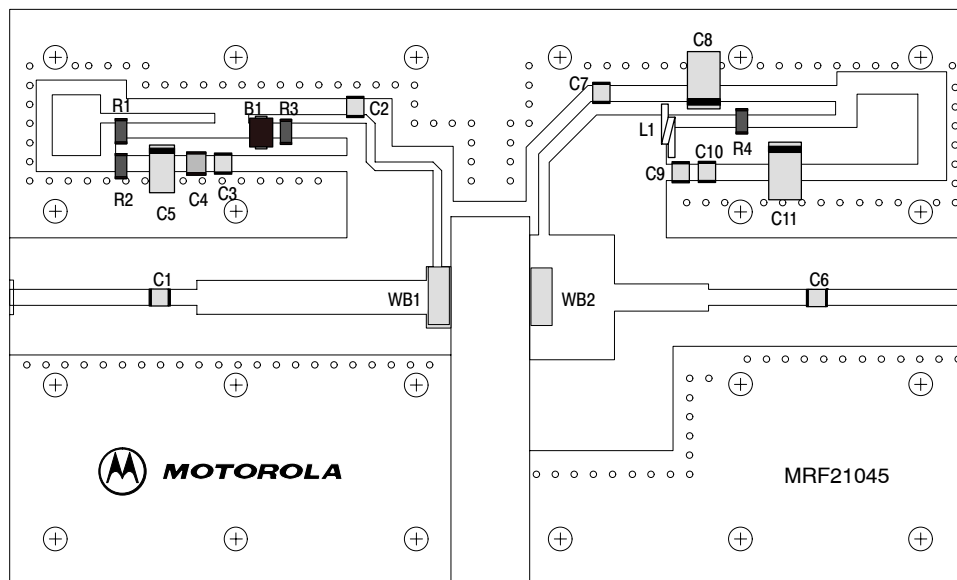 C8
C7
R1
B1
R3
C2
L1
R4
C9
C10
R2
C5
C4
C3
C11
C1
WB1
WB2
C6
MOTOROLA
MRF21045